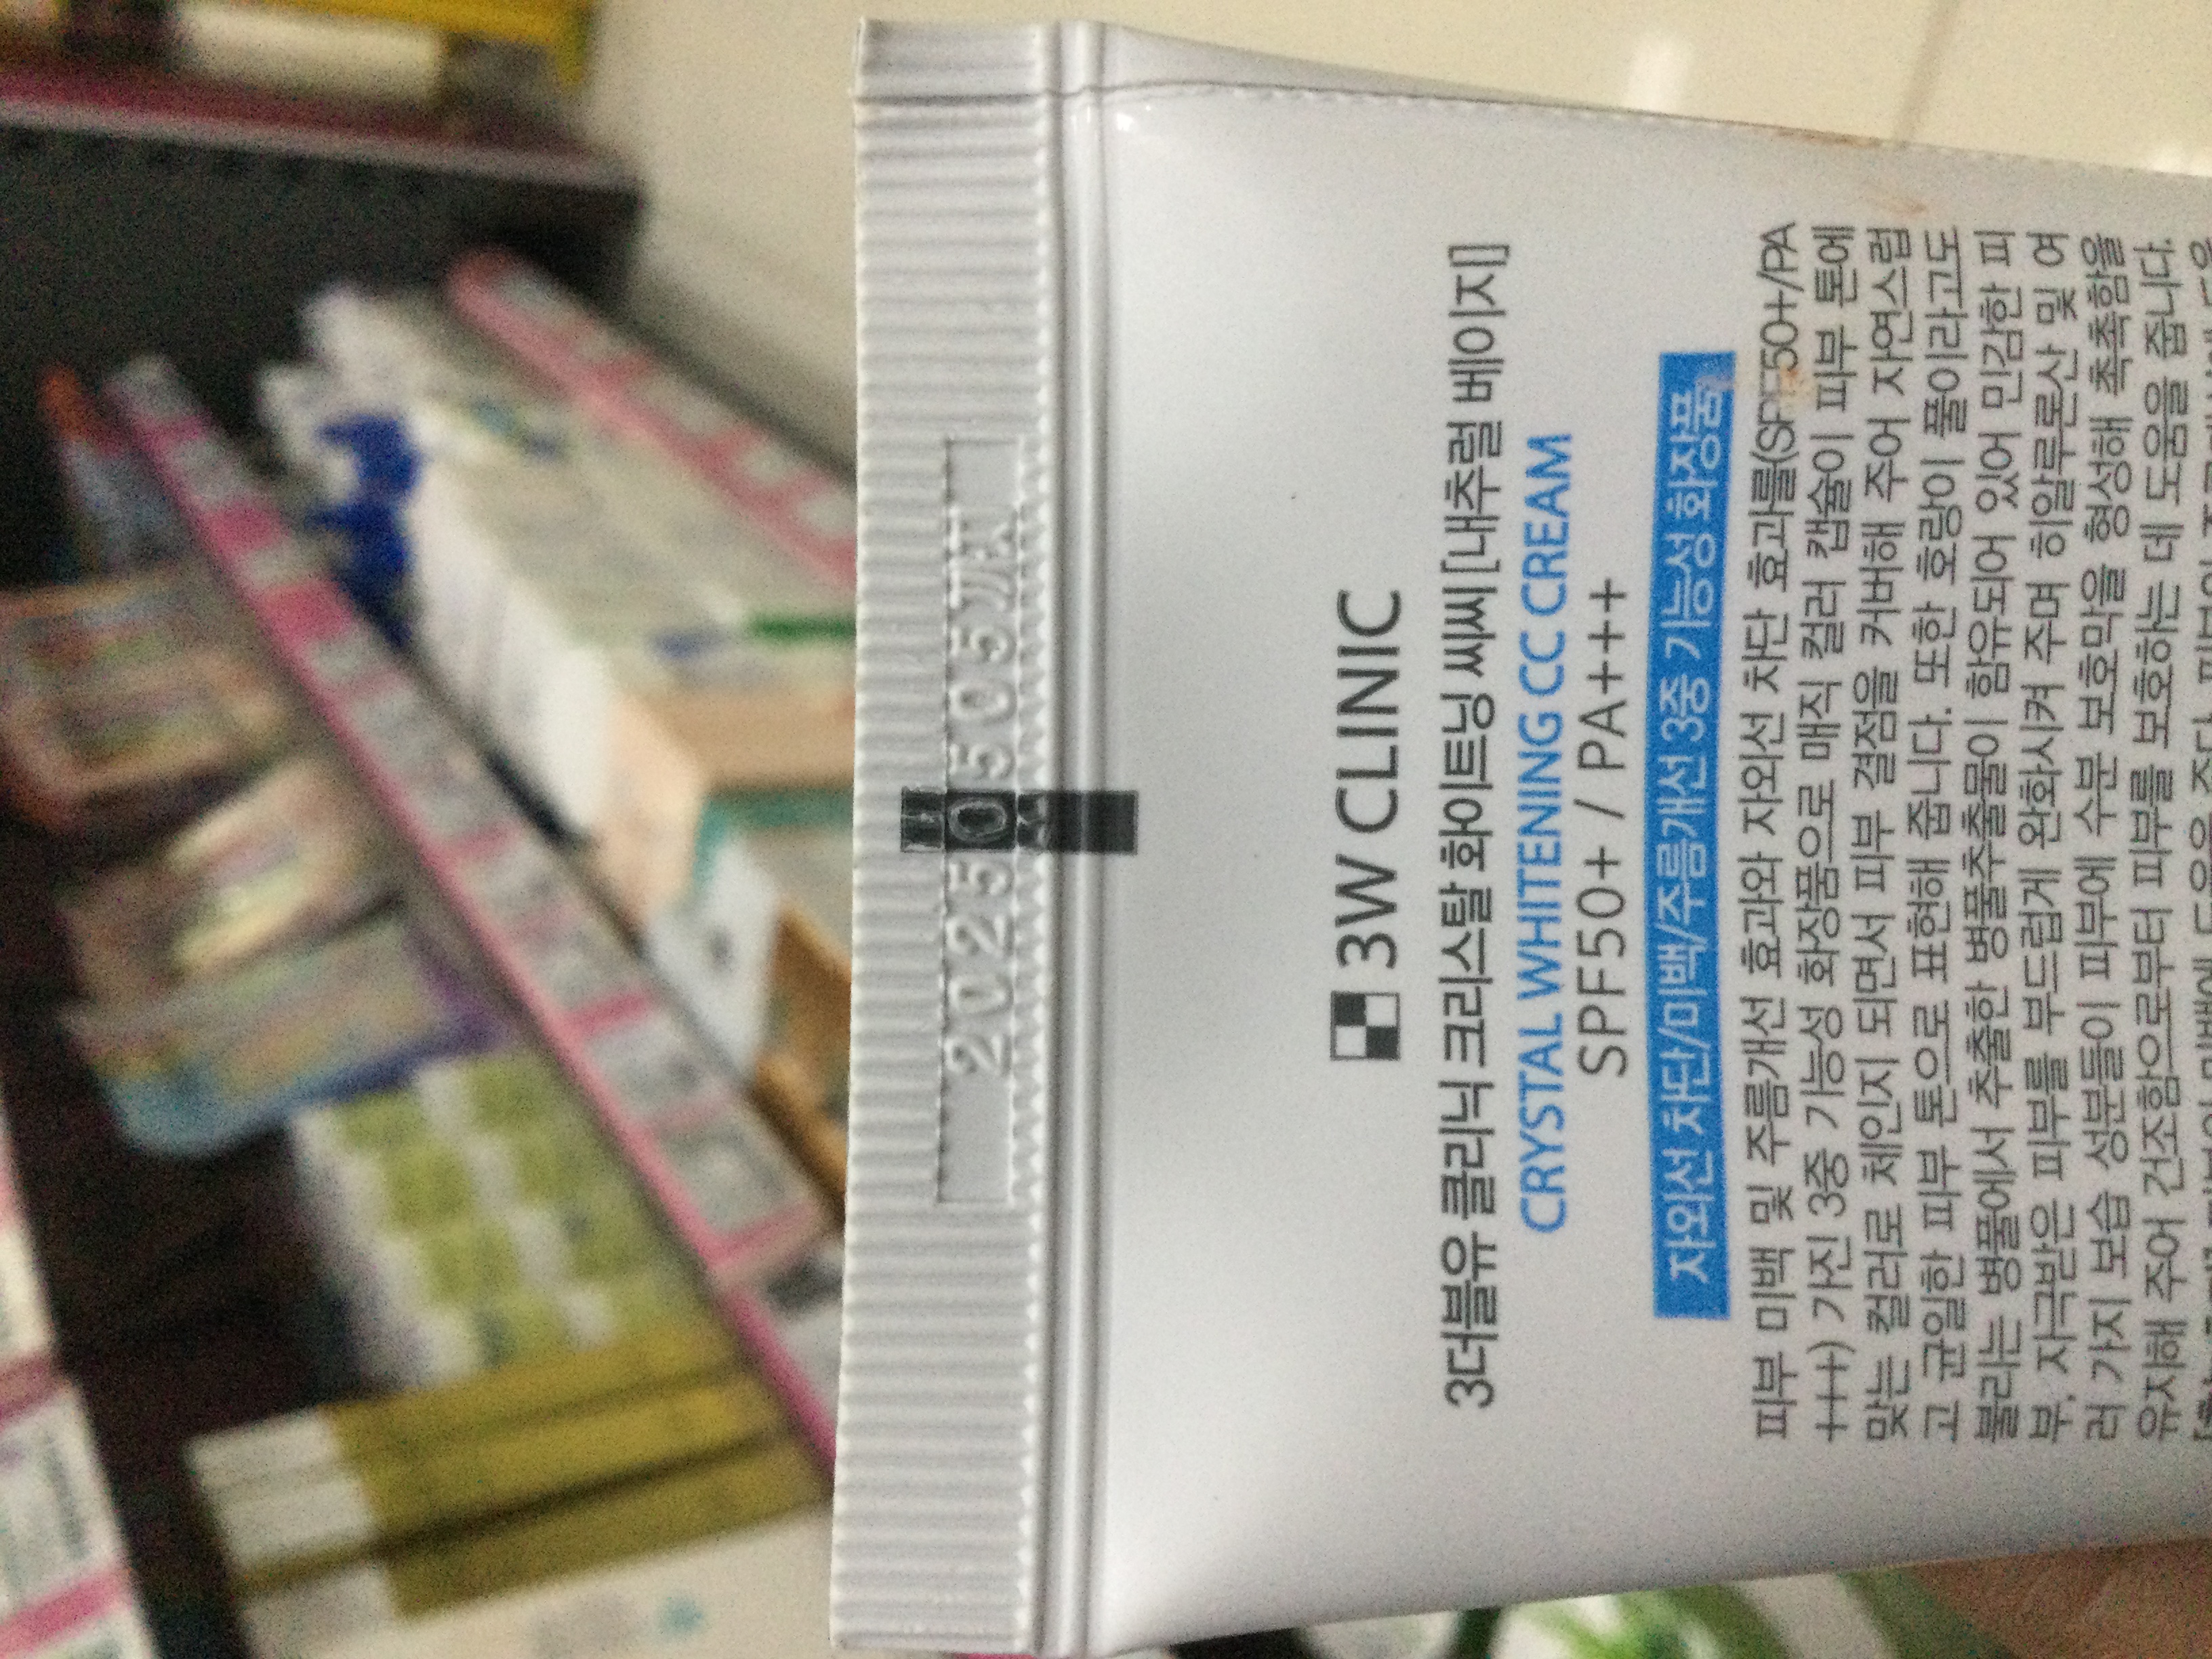 20250505제조
3W CLINIC
3더블유 클리닉 크리스탈 화이트닝 씨씨 [내추럴 베이지]
CRYSTAL WHITENING CC CREAM
SPF50+ / PA+++
자외선 차단/미백/주름개선 3중 기능성 화장품
피부 미백 및 주름개선 효과와 자외선 차단 효과를(SPF50+/PA
+++) 가진 3중 기능성 화장품으로 매직 컬러 캡슐이 피부 톤에
맞는 컬러로 체인지 되면서 피부 결점을 커버해 주어 자연스럽
고 균일한 피부 톤으로 표현해 줍니다. 또한 호랑이 풀이라고도
불리는 병풀에서 추출한 병풀추출물이 함유되어 있어 민감한 피
부, 자극받은 피부를 부드럽게 완화시켜 주며 히알루론산 및 여
러 가지 보습 성분들이 피부에 수분 보호막을 형성해 촉촉함을
유지해 주어 건조함으로부터 피부를 보호하는 데 도움을 줍니다.